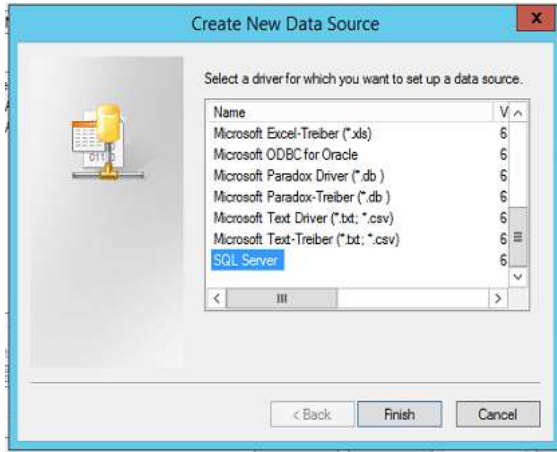 Create New Data Source
x
Select a driver for which you want to set up a data source.
Name V
Microsoft Excel-Treiber (*.xls) 6
Microsoft ODBC for Oracle 6
Microsoft Paradox Driver (*.db ) 6
Microsoft Paradox-Treiber (*.db ) 6
Microsoft Text Driver (*.txt; *.csv) 6
Microsoft Text-Treiber (*.txt; *.csv) 6
SQL Server 6
< Back Finish Cancel